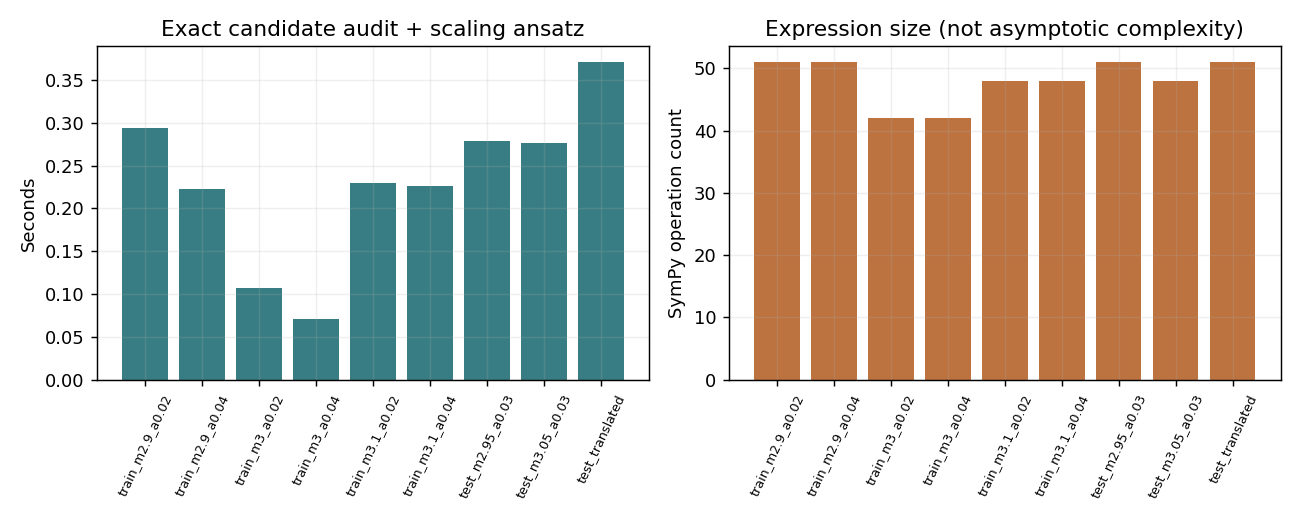 Exact candidate audit + scaling ansatz
Seconds
0.35
0.30
0.25
0.20
0.15
0.10
0.05
0.00
train_m2.9_a0.02
train_m2.9_a0.04
train_m3_a0.02
train_m3_a0.04
train_m3.1_a0.02
train_m3.1_a0.04
test_m2.95_a0.03
test_m3.05_a0.03
test_translated
Expression size (not asymptotic complexity)
SymPy operation count
50
40
30
20
10
0
train_m2.9_a0.02
train_m2.9_a0.04
train_m3_a0.02
train_m3_a0.04
train_m3.1_a0.02
train_m3.1_a0.04
test_m2.95_a0.03
test_m3.05_a0.03
test_translated